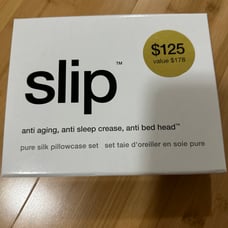 slip™
$125
value $178
anti aging, anti sleep crease, anti bed head™
pure silk pillowcase set set taie d'oreiller en soie pure